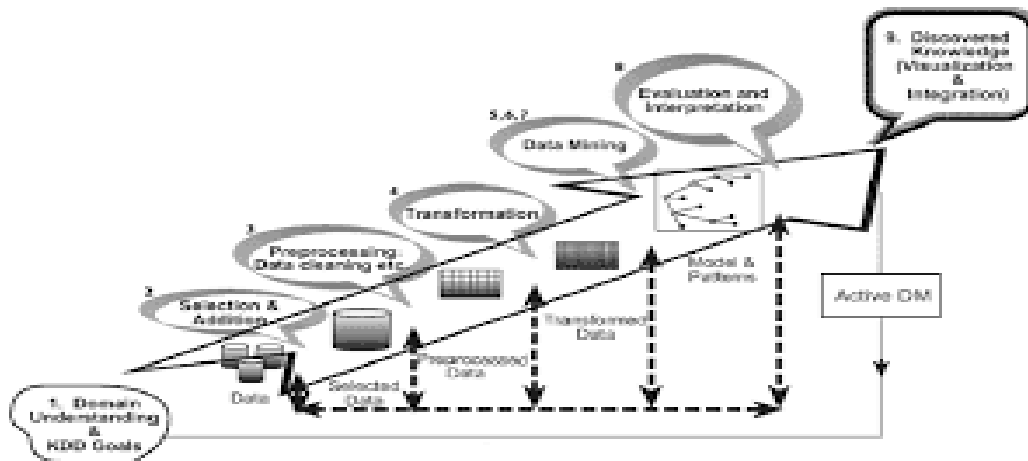 9. Discovered
Knowledge
(Visualization
&
Integration)
8
Evaluation and
Interpretation
5,6,7
Data Mining
4
Transformation
3
Preprocessing:
Data cleaning etc.
2
Selection &
Addition
1. Domain
Understanding
&
KDD Goals
Data
Selected
Data
Preprocessed
Data
Transformed
Data
Model &
Patterns
Active DM